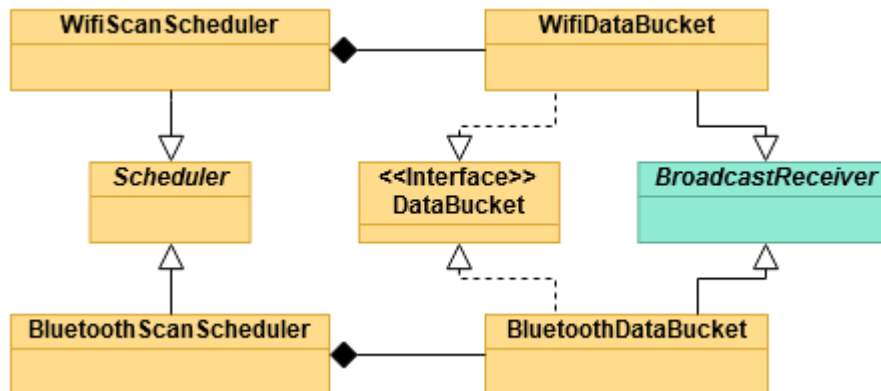 WifiScanScheduler
WifiDataBucket
Scheduler
<<Interface>>
DataBucket
BroadcastReceiver
BluetoothScanScheduler
BluetoothDataBucket